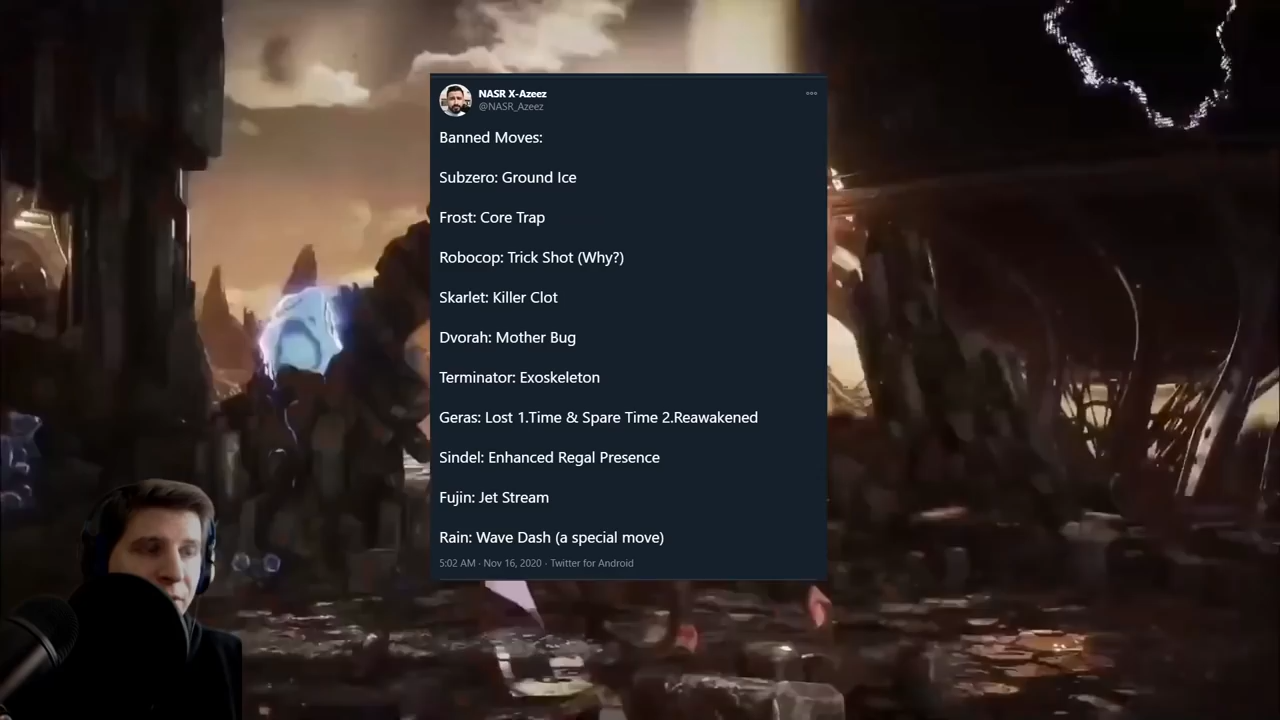 NASR X-Azeez
@NASR_Azeez
Banned Moves:
Subzero: Ground Ice
Frost: Core Trap
Robocop: Trick Shot (Why?)
Skarlet: Killer Clot
Dvorah: Mother Bug
Terminator: Exoskeleton
Geras: Lost 1.Time & Spare Time 2.Reawakened
Sindel: Enhanced Regal Presence
Fujin: Jet Stream
Rain: Wave Dash (a special move)
5:02 AM · Nov 16, 2020 · Twitter for Android